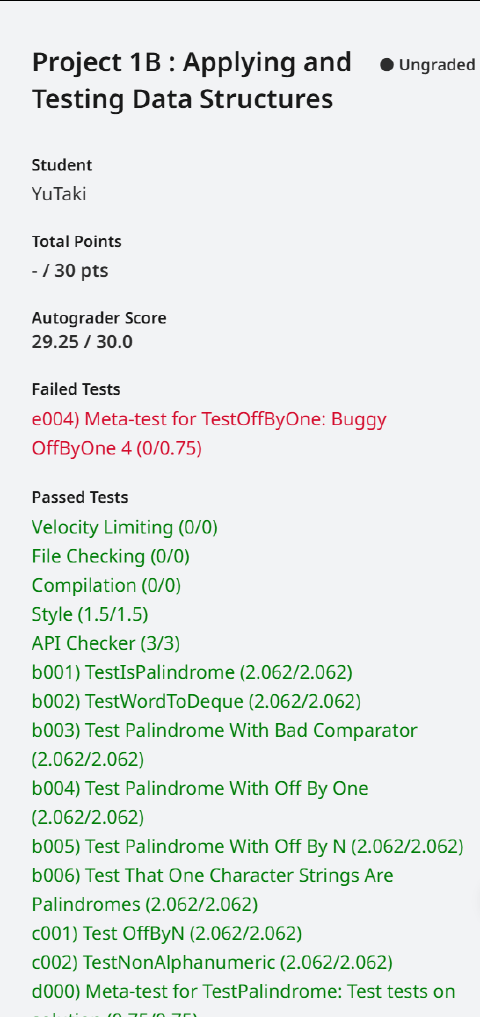 Project 1B : Applying and
● Ungraded
Testing Data Structures
Student
YuTaki
Total Points
- / 30 pts
Autograder Score
29.25 / 30.0
Failed Tests
e004) Meta-test for TestOffByOne: Buggy
OffByOne 4 (0/0.75)
Passed Tests
Velocity Limiting (0/0)
File Checking (0/0)
Compilation (0/0)
Style (1.5/1.5)
API Checker (3/3)
b001) TestIsPalindrome (2.062/2.062)
b002) TestWordToDeque (2.062/2.062)
b003) Test Palindrome With Bad Comparator
(2.062/2.062)
b004) Test Palindrome With Off By One
(2.062/2.062)
b005) Test Palindrome With Off By N (2.062/2.062)
b006) Test That One Character Strings Are
Palindromes (2.062/2.062)
c001) Test OffByN (2.062/2.062)
c002) TestNonAlphanumeric (2.062/2.062)
d000) Meta-test for TestPalindrome: Test tests on
solution (0.75/0.75)